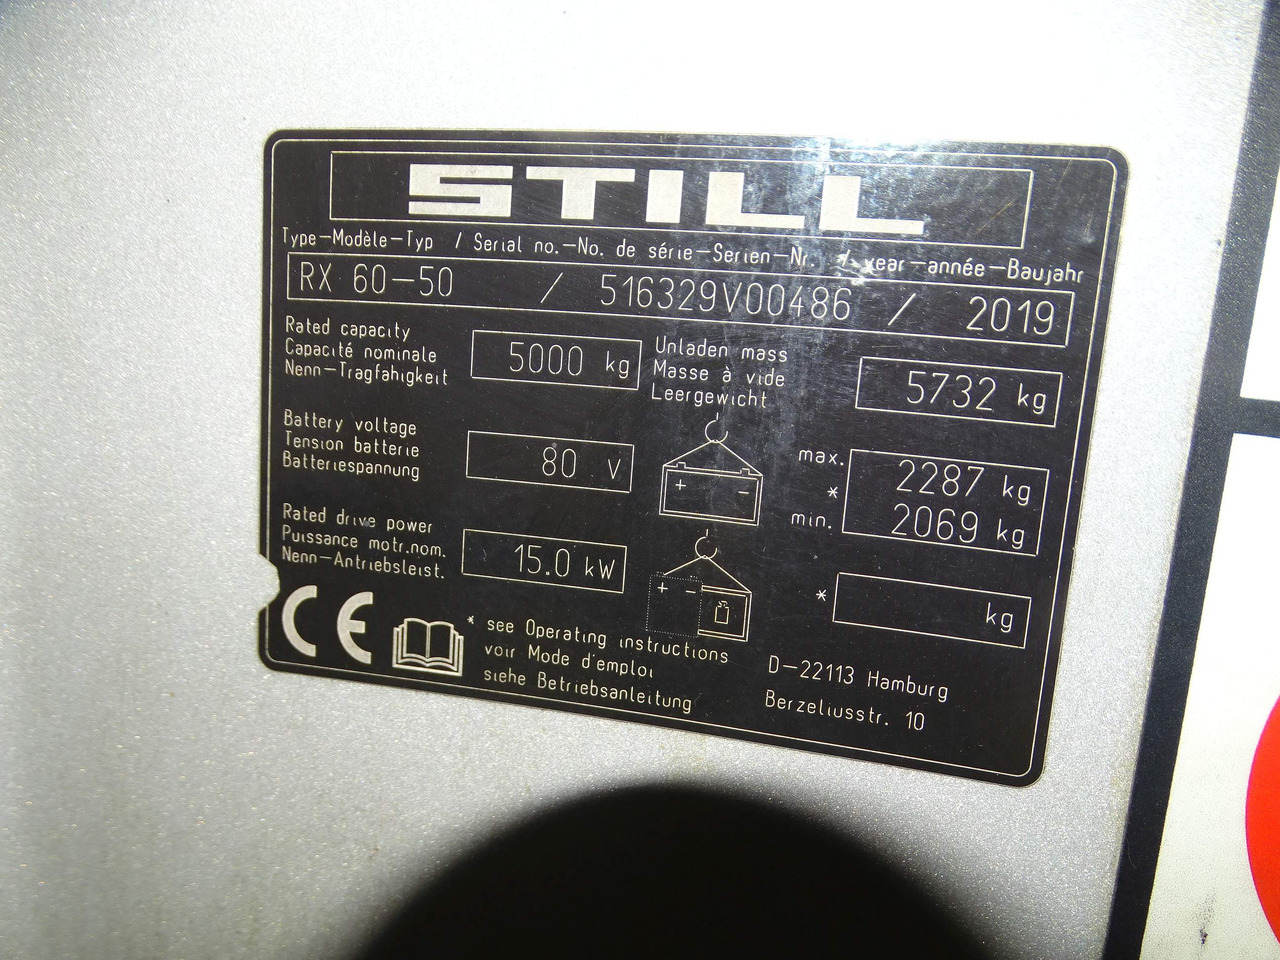 STILL
Type–Modèle–Typ / Serial no.–No. de série–Serien–Nr. / year–année–Baujahr
RX 60–50 / 516329V00486 / 2019
Rated capacity
Capacité nominale
Nenn–Tragfähigkeit
5000 kg
Unladen mass
Masse à vide
Leergewicht
5732 kg
Battery voltage
Tension batterie
Batteriespannung
80 V
+ –
max. 2287 kg
*
min. 2069 kg
Rated drive power
Puissance motr.nom.
Nenn–Antriebsleist.
15.0 kW
+ –
* kg
CE
* see Operating instructions
voir Mode d'emploi
siehe Betriebsanleitung
D–22113 Hamburg
Berzeliusstr. 10